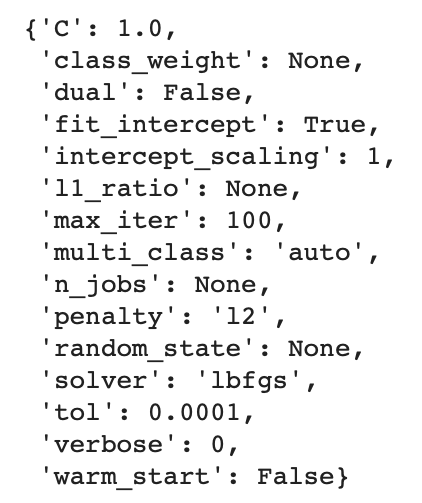 {'C': 1.0,
'class_weight': None,
'dual': False,
'fit_intercept': True,
'intercept_scaling': 1,
'l1_ratio': None,
'max_iter': 100,
'multi_class': 'auto',
'n_jobs': None,
'penalty': 'l2',
'random_state': None,
'solver': 'lbfgs',
'tol': 0.0001,
'verbose': 0,
'warm_start': False}